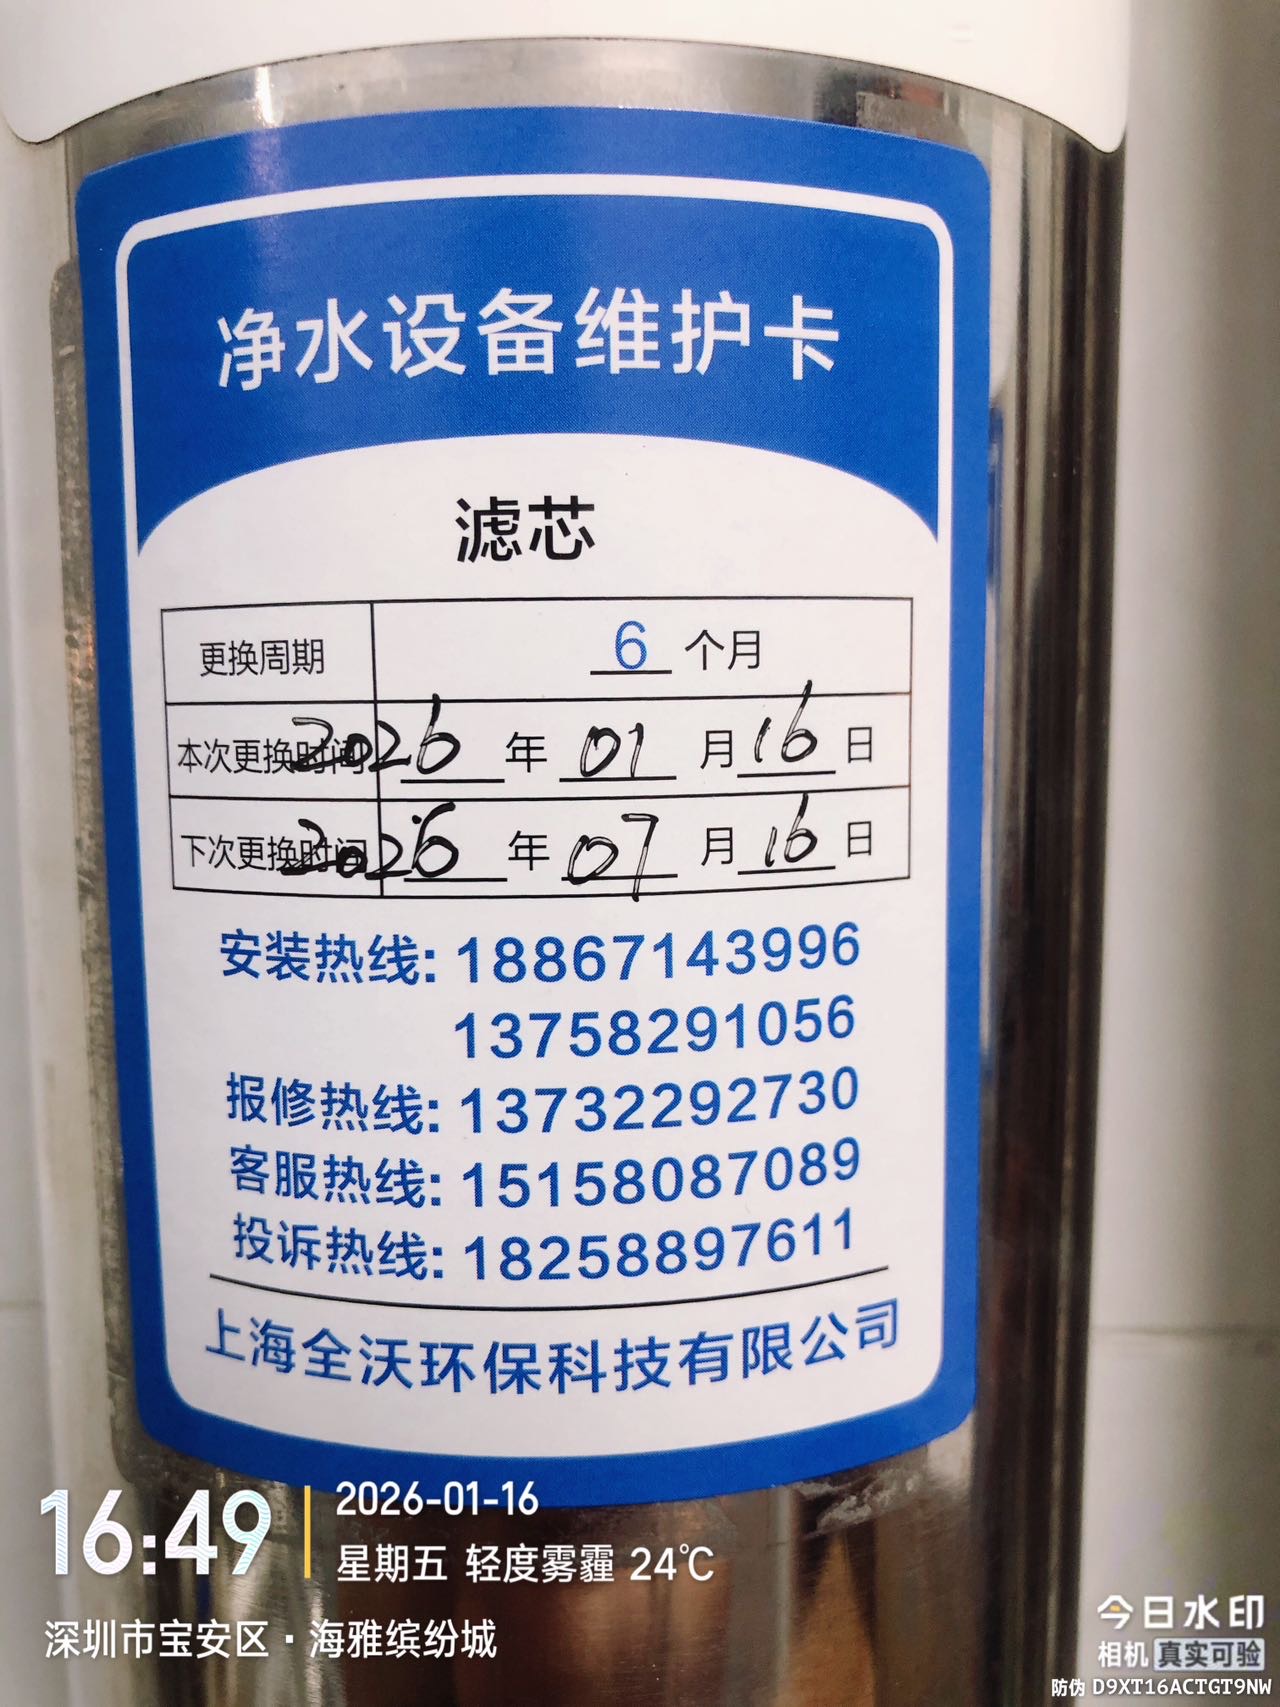 净水设备维护卡
滤芯
更换周期 6 个月
本次更换时间 2026 年 01 月 16 日
下次更换时间 2026 年 07 月 16 日
安装热线: 18867143996
13758291056
报修热线: 13732292730
客服热线: 15158087089
投诉热线: 18258897611
上海全沃环保科技有限公司
16:49
2026-01-16
星期五 轻度雾霾 24℃
深圳市宝安区·海雅缤纷城
今日水印
相机 真实可验
防伪 D9XT16ACTGT9NW